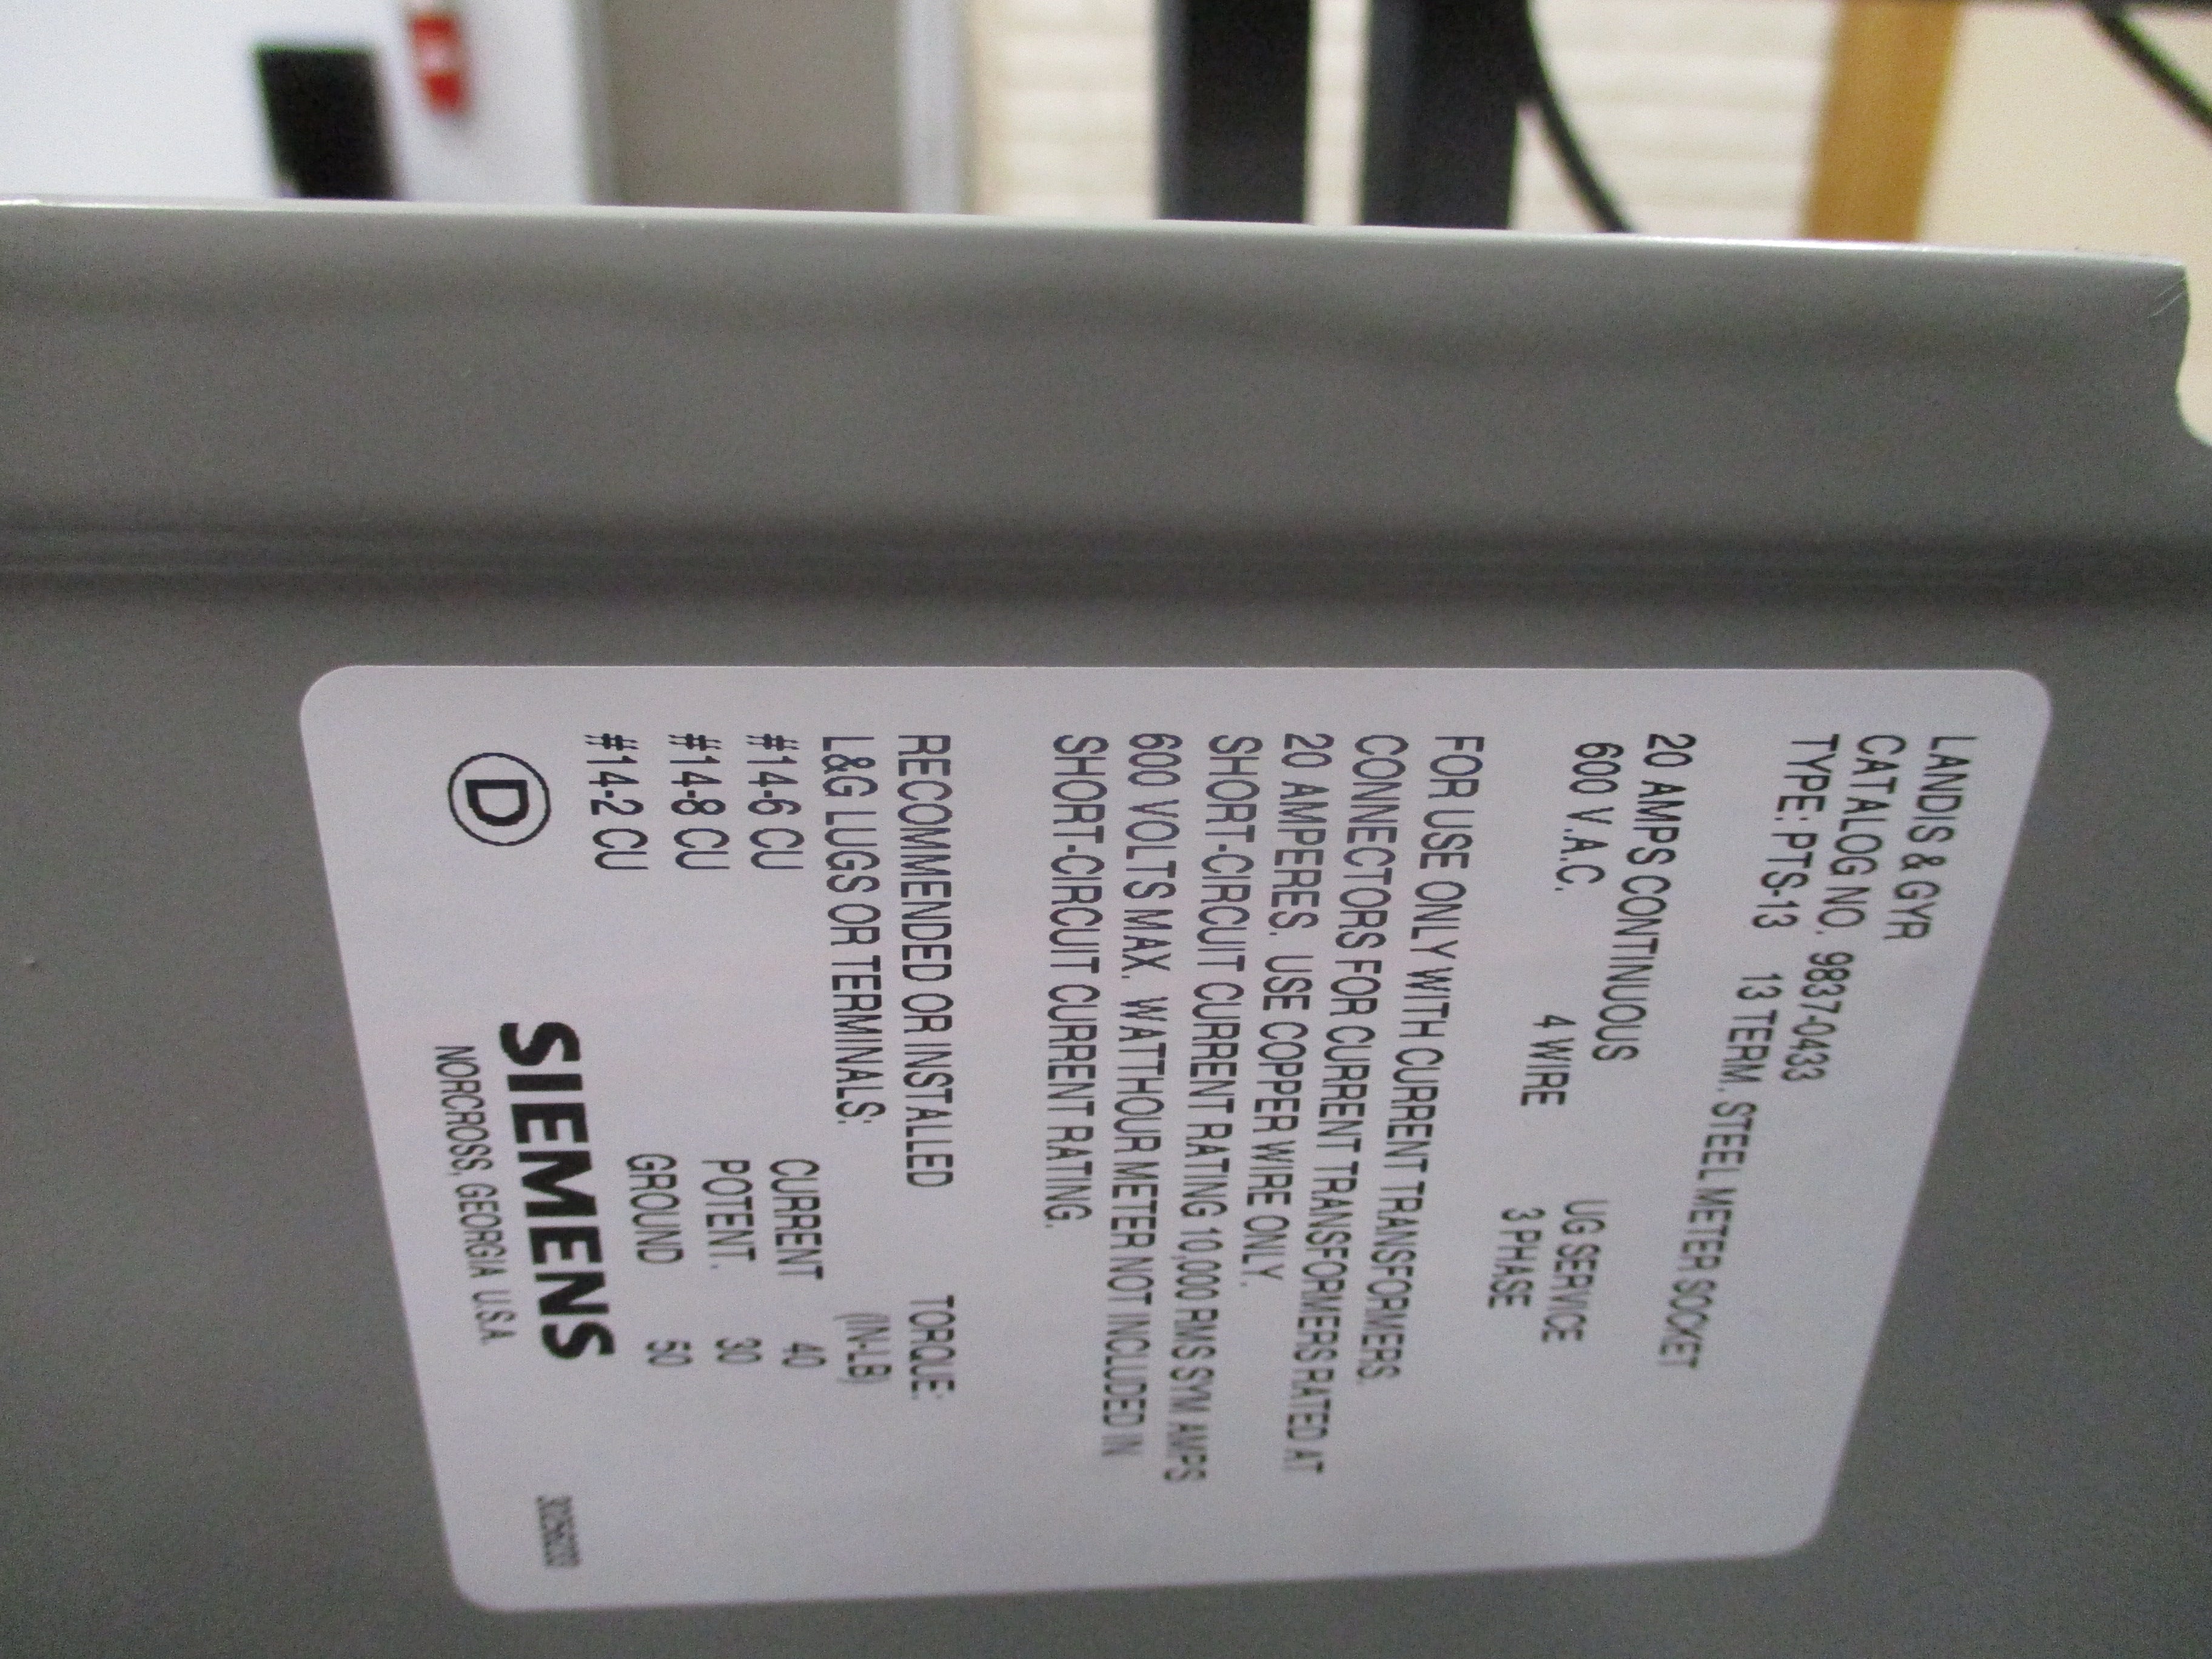 LANDIS & GYR
CATALOG NO. 9837-0433
TYPE: PTS-13 13 TERM. STEEL METER SOCKET
20 AMPS CONTINUOUS UG SERVICE
600 V.A.C. 4 WIRE 3 PHASE
FOR USE ONLY WITH CURRENT TRANSFORMERS.
CONNECTORS FOR CURRENT TRANSFORMERS RATED AT
20 AMPERES. USE COPPER WIRE ONLY.
SHORT-CIRCUIT CURRENT RATING 10,000 RMS SYM AMPS
600 VOLTS MAX. WATTHOUR METER NOT INCLUDED IN
SHORT-CIRCUIT CURRENT RATING.
RECOMMENDED OR INSTALLED TORQUE:
L&G LUGS OR TERMINALS: (IN-LB)
#14-6 CU CURRENT 40
#14-8 CU POTENT. 30
#14-2 CU GROUND 50
D SIEMENS
NORCROSS, GEORGIA U.S.A.